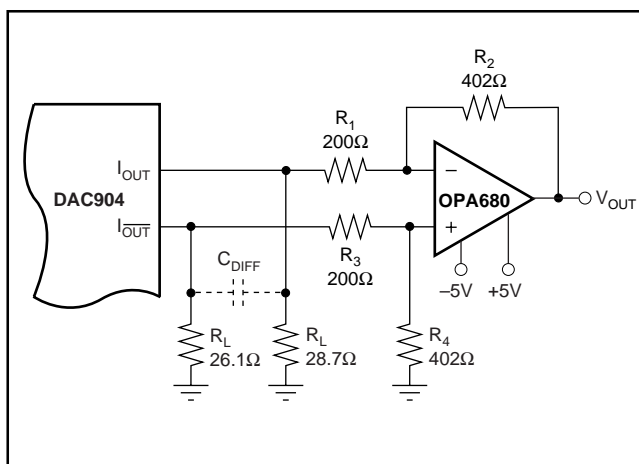 R2
402Ω
R1
200Ω
IOUT
DAC904
–
OPA680
VOUT
IOUT
+
R3
200Ω
CDIFF
–5V +5V
RL
26.1Ω
RL
28.7Ω
R4
402Ω